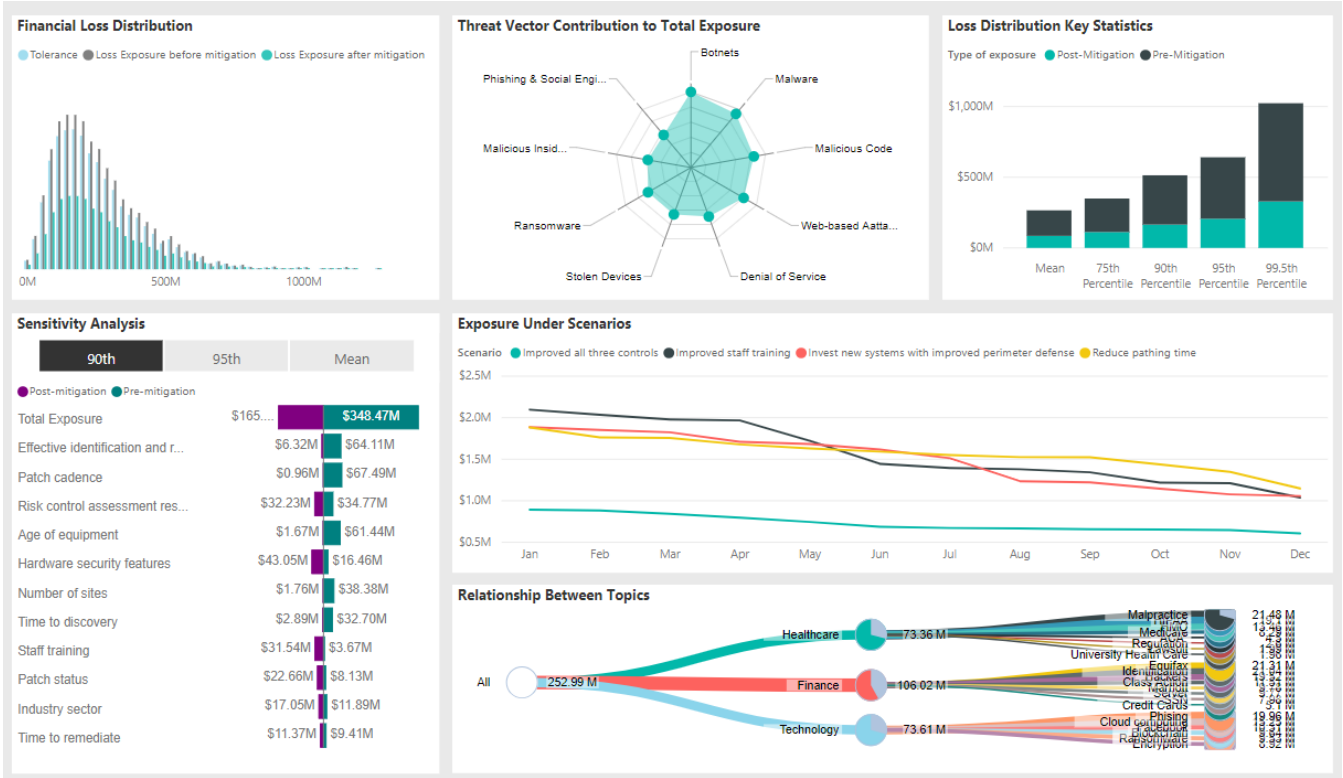 Financial Loss Distribution
Tolerance Loss Exposure before mitigation Loss Exposure after mitigation
0M 500M 1000M
Threat Vector Contribution to Total Exposure
Botnets
Phishing & Social Engi... Malware
Malicious Insid... Malicious Code
Ransomware Web-based Aatta...
Stolen Devices Denial of Service
Loss Distribution Key Statistics
Type of exposure Post-Mitigation Pre-Mitigation
$1,000M
$500M
$0M
Mean 75th 90th 95th 99.5th
Percentile Percentile Percentile Percentile
Sensitivity Analysis
90th 95th Mean
Post-mitigation Pre-mitigation
Total Exposure $165.... $348.47M
Effective identification and r... $6.32M $64.11M
Patch cadence $0.96M $67.49M
Risk control assessment res... $32.23M $34.77M
Age of equipment $1.67M $61.44M
Hardware security features $43.05M $16.46M
Number of sites $1.76M $38.38M
Time to discovery $2.89M $32.70M
Staff training $31.54M $3.67M
Patch status $22.66M $8.13M
Industry sector $17.05M $11.89M
Time to remediate $11.37M $9.41M
Exposure Under Scenarios
Scenario Improved all three controls Improved staff training Invest new systems with improved perimeter defense Reduce pathing time
$2.5M
$2.0M
$1.5M
$1.0M
$0.5M
Jan Feb Mar Apr May Jun Jul Aug Sep Oct Nov Dec
Relationship Between Topics
All 252.99 M
Healthcare 73.36 M
Finance 106.02 M
Technology 73.61 M
Malpractice 21.48 M
Medicare
Regulation
University Health Care
Equifax 21.31 M
Identification
Class Action
Credit Cards
Phising 19.96 M
Cloud computing
Facebook
Blockchain
Ransomware
Encryption 8.92 M